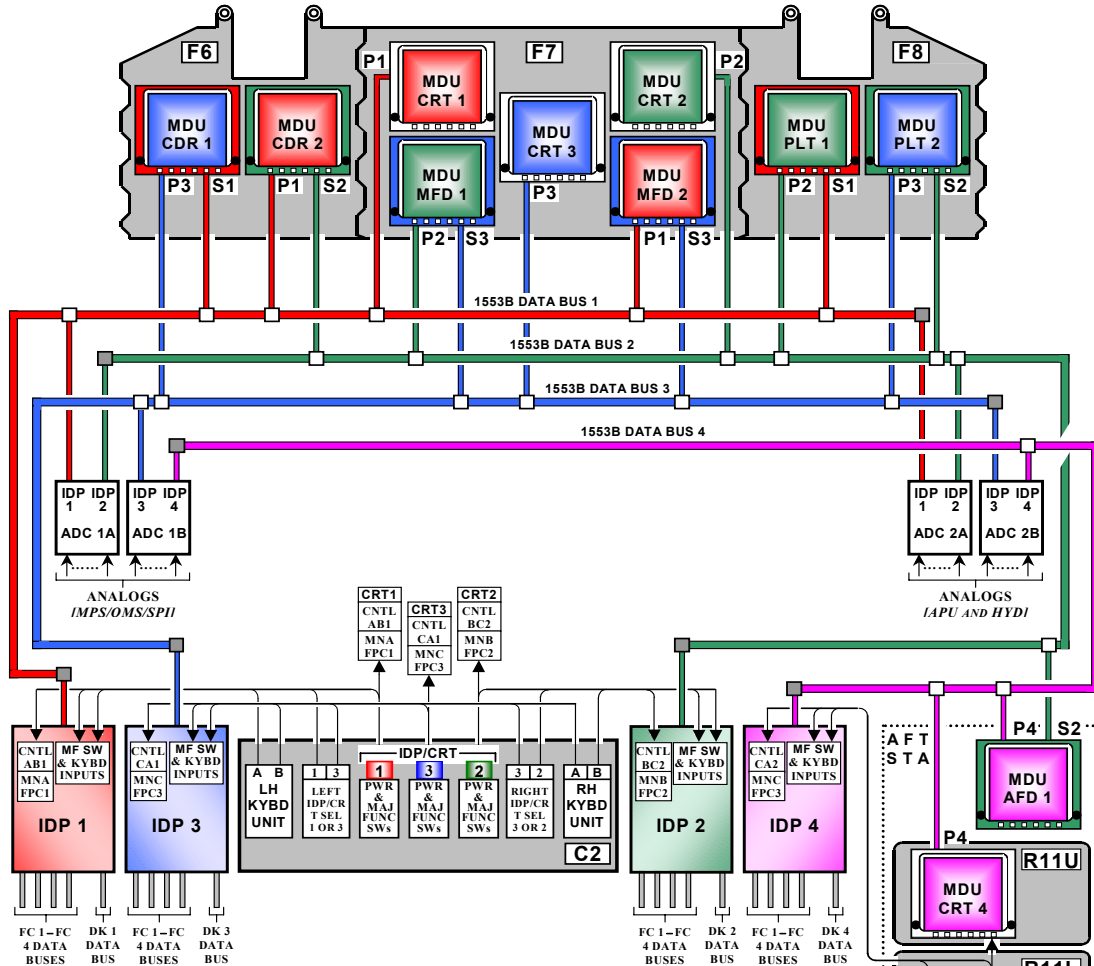 F6
F7
F8
P1
P2
MDU
CRT 1
MDU
CRT 2
MDU
CDR 1
MDU
CDR 2
MDU
CRT 3
MDU
PLT 1
MDU
PLT 2
MDU
MFD 1
MDU
MFD 2
P3 S1
P1 S2
P3
P2 S1
P3 S2
P2 S3
P1 S3
1553B DATA BUS 1
1553B DATA BUS 2
1553B DATA BUS 3
1553B DATA BUS 4
IDP IDP
1 2
ADC 1A
IDP IDP
3 4
ADC 1B
IDP IDP
1 2
ADC 2A
IDP IDP
3 4
ADC 2B
ANALOGS
[MPS/OMS/SPI]
ANALOGS
[APU AND HYD]
CRT1
CNTL
AB1
MNA
FPC1
CRT3
CNTL
CA1
MNC
FPC3
CRT2
CNTL
BC2
MNB
FPC2
CNTL
AB1
MNA
FPC1
MF SW
& KYBD
INPUTS
IDP 1
CNTL
CA1
MNC
FPC3
MF SW
& KYBD
INPUTS
IDP 3
A B
LH
KYBD
UNIT
1 3
LEFT
IDP/CR
T SEL
1 OR 3
IDP/CRT
1
PWR
&
MAJ
FUNC
SWs
3
PWR
&
MAJ
FUNC
SWs
2
PWR
&
MAJ
FUNC
SWs
3 2
RIGHT
IDP/CR
T SEL
3 OR 2
A B
RH
KYBD
UNIT
C2
CNTL
BC2
MNB
FPC2
MF SW
& KYBD
INPUTS
IDP 2
CNTL
CA2
MNC
FPC3
MF SW
& KYBD
INPUTS
IDP 4
AFT
STA
P4 S2
MDU
AFD 1
P4
R11U
MDU
CRT 4
R11L
FC 1–FC
4 DATA
BUSES
DK 1
DATA
BUS
FC 1–FC
4 DATA
BUSES
DK 3
DATA
BUS
FC 1–FC
4 DATA
BUSES
DK 2
DATA
BUS
FC 1–FC
4 DATA
BUSES
DK 4
DATA
BUS